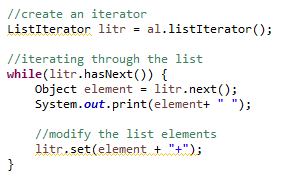 //create an iterator
ListIterator litr = al.listIterator();
//iterating through the list
while(litr.hasNext()) {
Object element = litr.next();
System.out.print(element+ " ");
//modify the list elements
litr.set(element + "+");
}